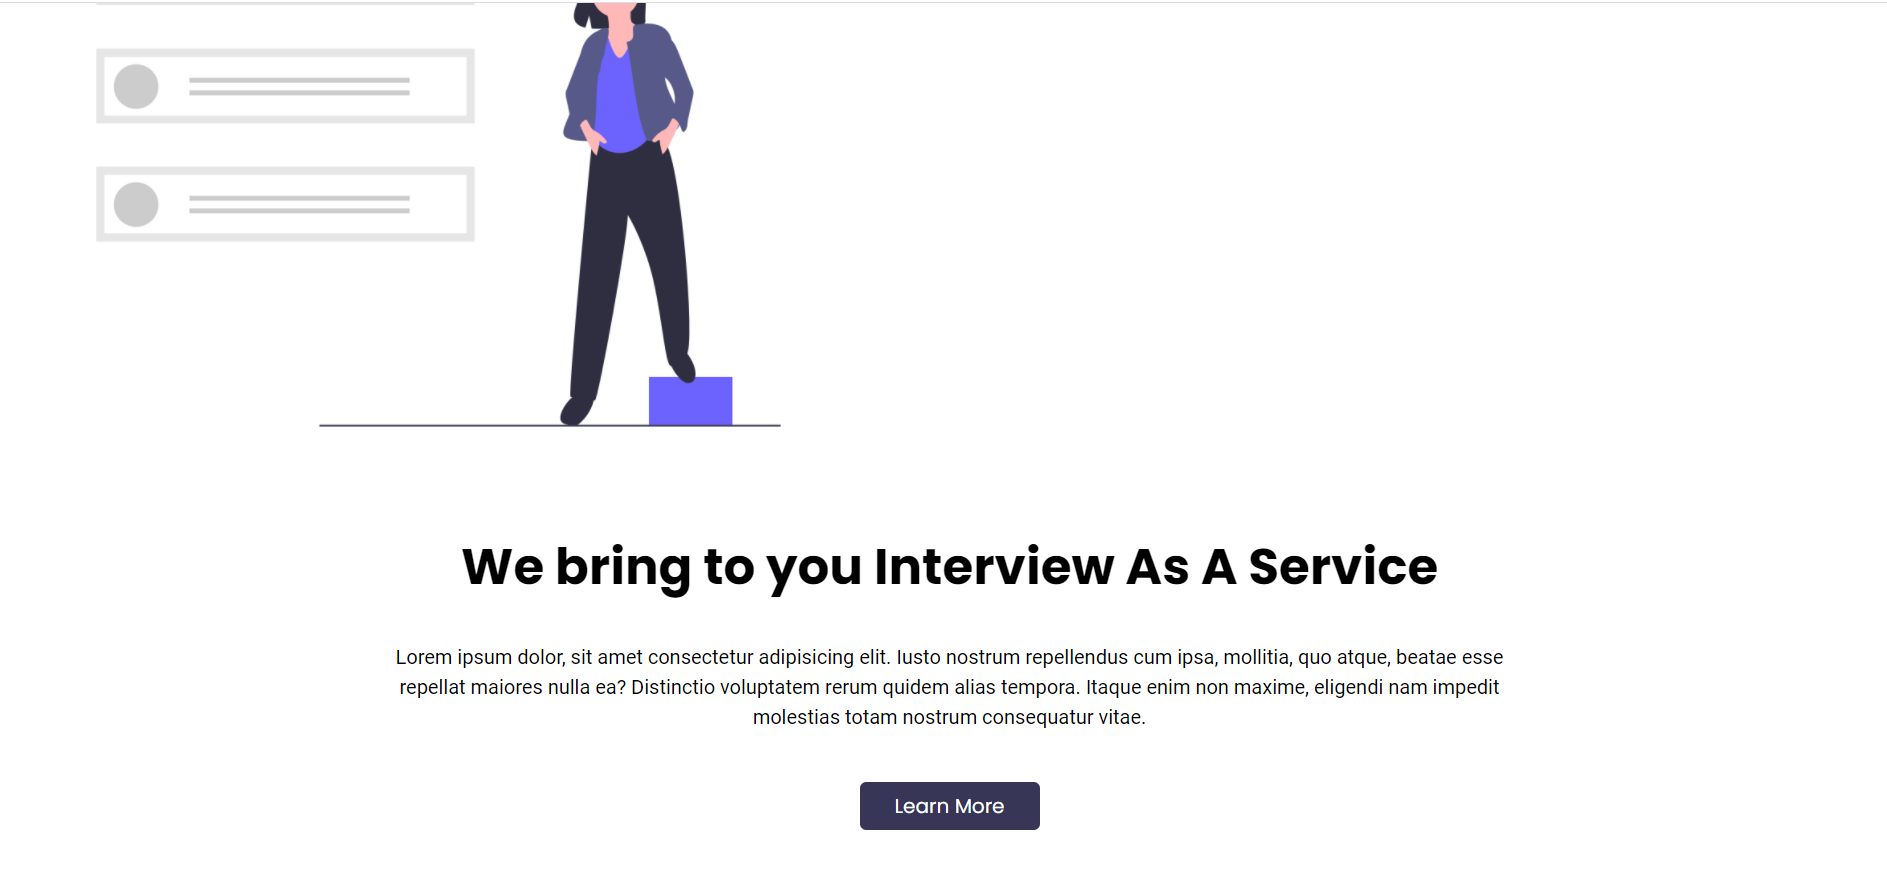 We bring to you Interview As A Service
Lorem ipsum dolor, sit amet consectetur adipisicing elit. Iusto nostrum repellendus cum ipsa, mollitia, quo atque, beatae esse
repellat maiores nulla ea? Distinctio voluptatem rerum quidem alias tempora. Itaque enim non maxime, eligendi nam impedit
molestias totam nostrum consequatur vitae.
Learn More